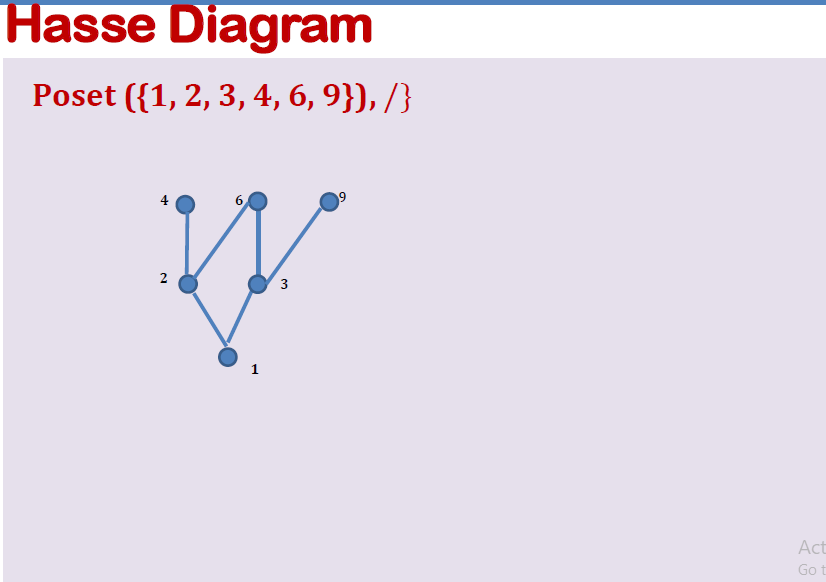 Hasse Diagram
Poset ({1, 2, 3, 4, 6, 9}), /}
4 6 9
2 3
1
Act
Go t